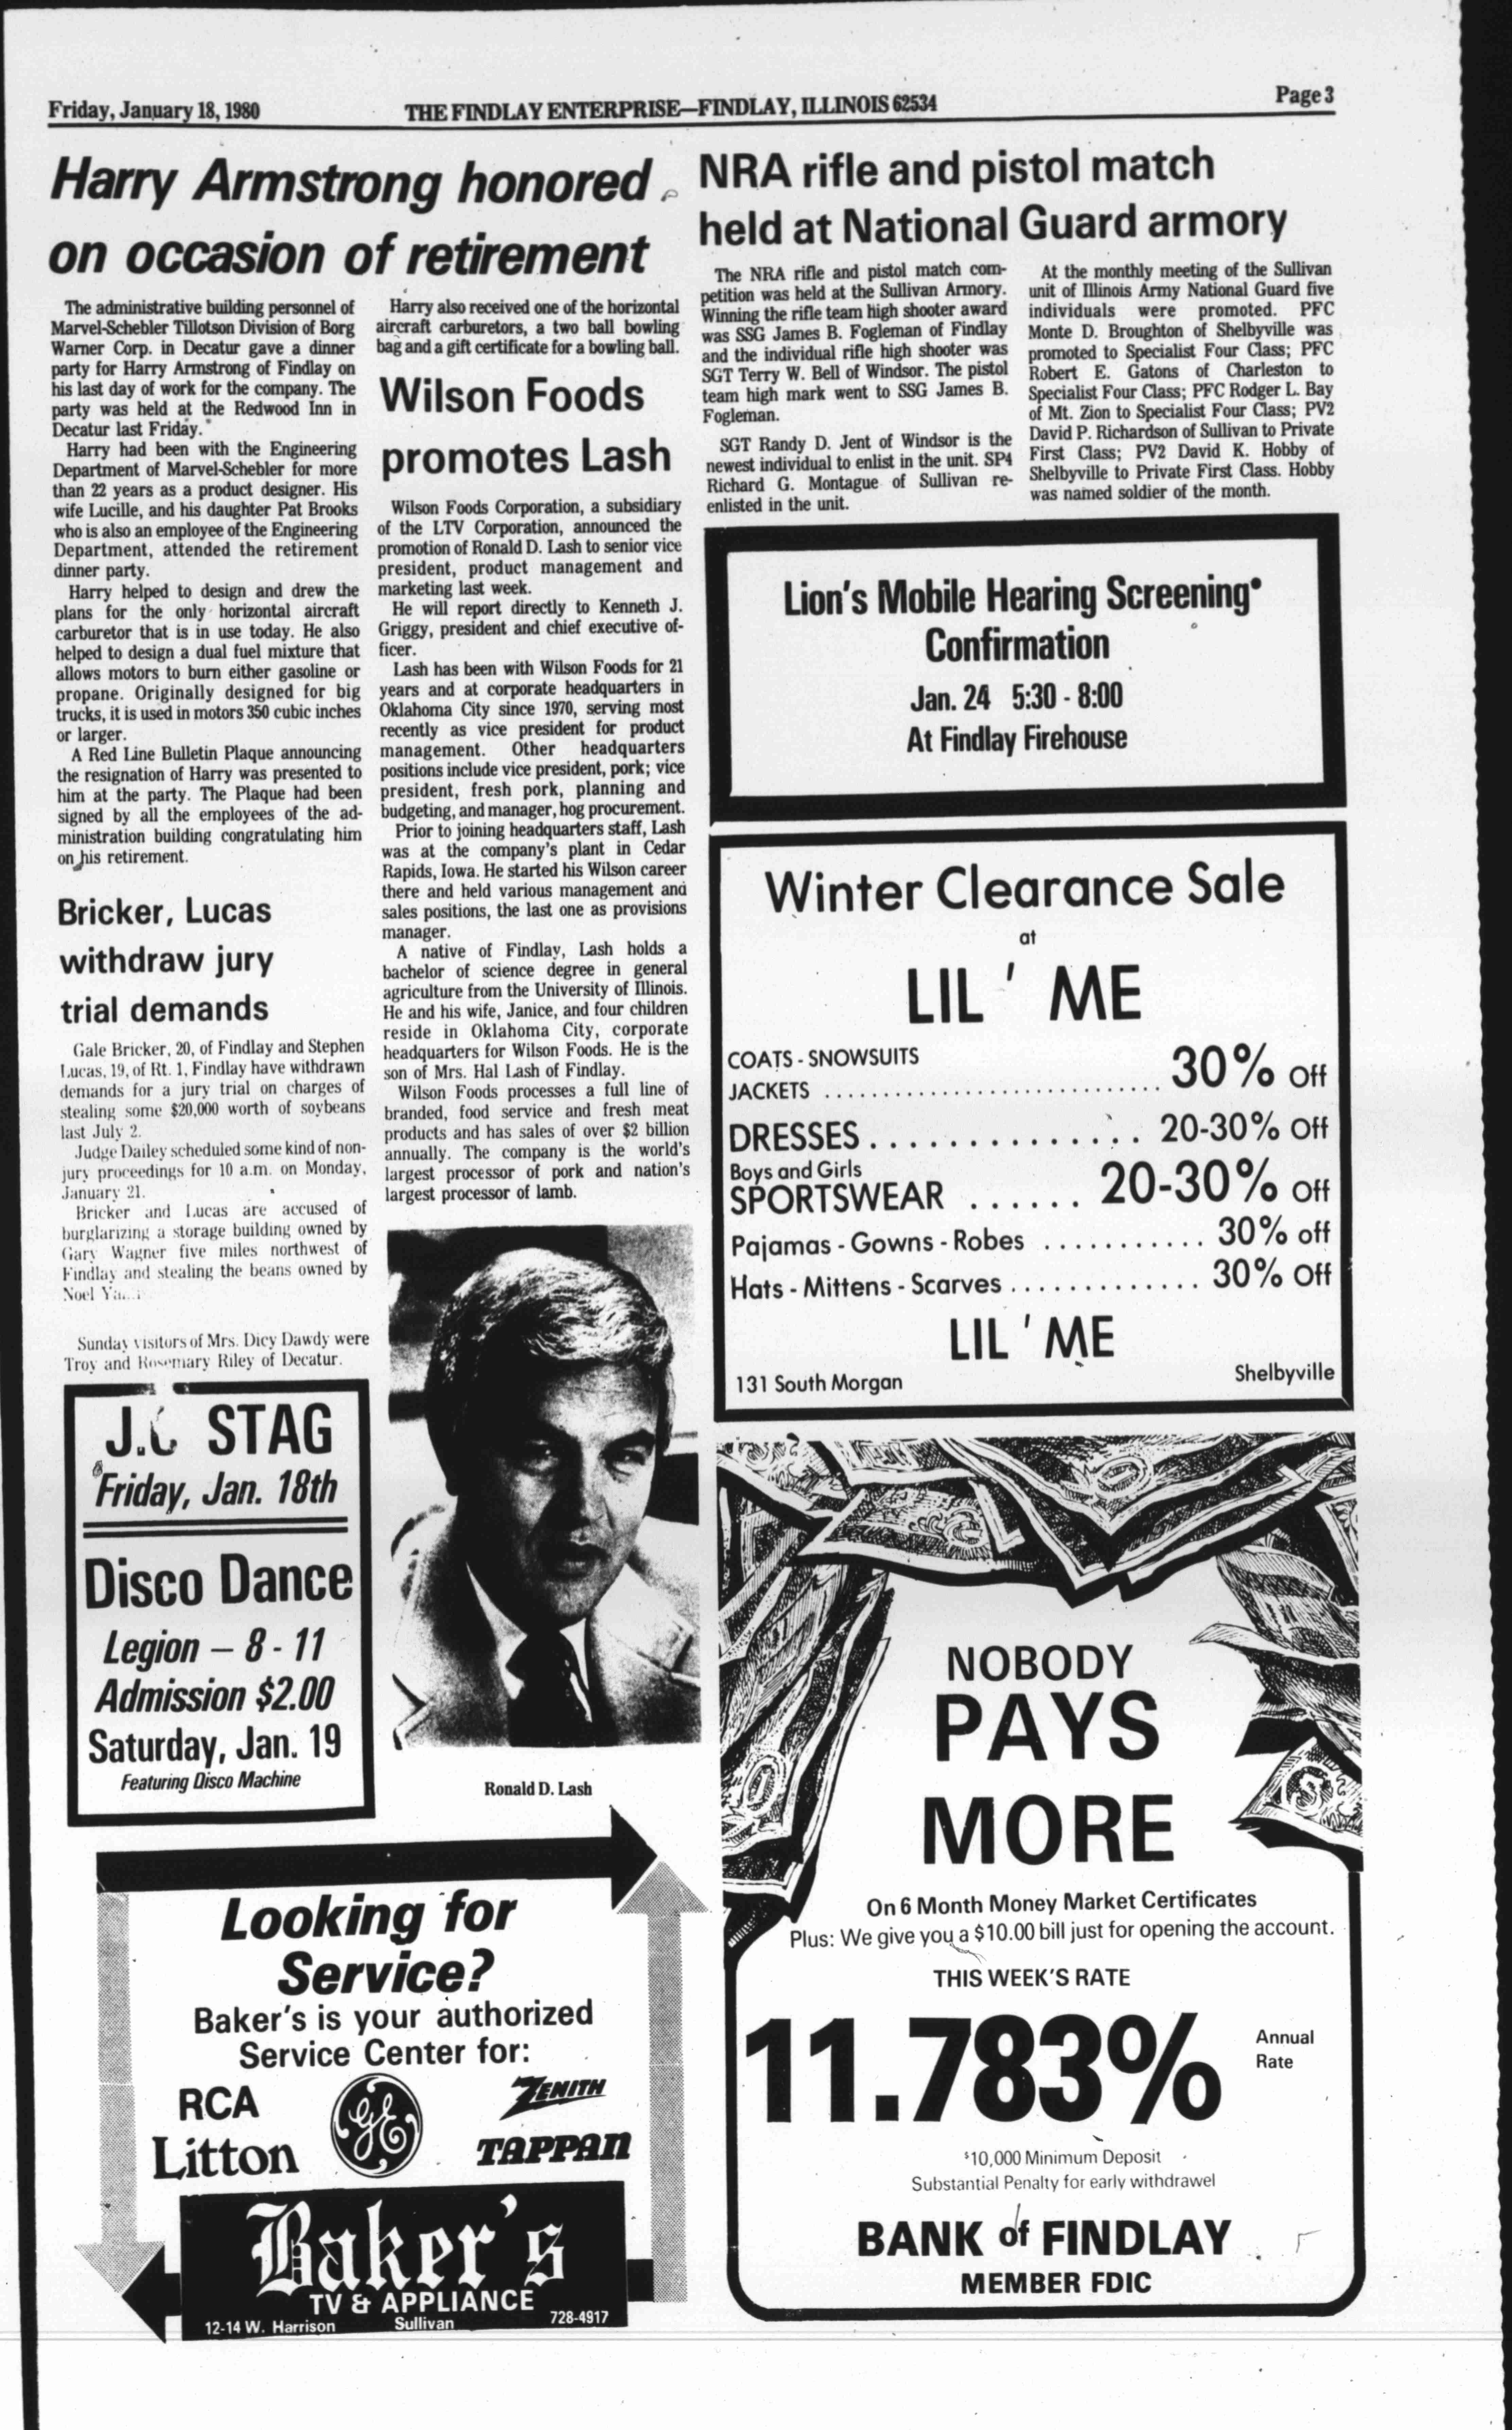 Friday, January 18, 1980
THE FINDLAY ENTERPRISE—FINDLAY, ILLINOIS 62534
Page 3
Harry Armstrong honored
on occasion of retirement
The administrative building personnel of
Marvel-Schebler Tillotson Division of Borg
Warner Corp. in Decatur gave a dinner
party for Harry Armstrong of Findlay on
his last day of work for the company. The
party was held at the Redwood Inn in
Decatur last Friday.
Harry had been with the Engineering
Department of Marvel-Schebler for more
than 22 years as a product designer. His
wife Lucille, and his daughter Pat Brooks
who is also an employee of the Engineering
Department, attended the retirement
dinner party.
Harry helped to design and drew the
plans for the only horizontal aircraft
carburetor that is in use today. He also
helped to design a dual fuel mixture that
allows motors to burn either gasoline or
propane. Originally designed for big
trucks, it is used in motors 350 cubic inches
or larger.
A Red Line Bulletin Plaque announcing
the resignation of Harry was presented to
him at the party. The Plaque had been
signed by all the employees of the ad-
ministration building congratulating him
on his retirement.
Harry also received one of the horizontal
aircraft carburetors, a two ball bowling
bag and a gift certificate for a bowling ball.
Bricker, Lucas
withdraw jury
trial demands
Gale Bricker, 20, of Findlay and Stephen
Lucas, 19, of Rt. 1, Findlay have withdrawn
demands for a jury trial on charges of
stealing some $20,000 worth of soybeans
last July 2.
Judge Dailey scheduled some kind of non-
jury proceedings for 10 a.m. on Monday,
January 21.
Bricker and Lucas are accused of
burglarizing a storage building owned by
Gary Wagner five miles northwest of
Findlay and stealing the beans owned by
Noel
Sunday visitors of Mrs. Dicy Dawdy were
Troy and Rosemary Riley of Decatur.
Wilson Foods
promotes Lash
Wilson Foods Corporation, a subsidiary
of the LTV Corporation, announced the
promotion of Ronald D. Lash to senior vice
president, product management and
marketing last week.
He will report directly to Kenneth J.
Griggy, president and chief executive of-
ficer.
Lash has been with Wilson Foods for 21
years and at corporate headquarters in
Oklahoma City since 1970, serving most
recently as vice president for product
management. Other headquarters
positions include vice president, pork; vice
president, fresh pork, planning and
budgeting, and manager, hog procurement.
Prior to joining headquarters staff, Lash
was at the company's plant in Cedar
Rapids, Iowa. He started his Wilson career
there and held various management and
sales positions, the last one as provisions
manager.
A native of Findlay, Lash holds a
bachelor of science degree in general
agriculture from the University of Illinois.
He and his wife, Janice, and four children
reside in Oklahoma City, corporate
headquarters for Wilson Foods. He is the
son of Mrs. Hal Lash of Findlay.
Wilson Foods processes a full line of
branded, food service and fresh meat
products and has sales of over $2 billion
annually. The company is the world's
largest processor of pork and nation's
largest processor of lamb.
Ronald D. Lash
NRA rifle and pistol match
held at National Guard armory
The NRA rifle and pistol match com-
petition was held at the Sullivan Armory.
Winning the rifle team high shooter award
was SSG James B. Fogleman of Findlay
and the individual rifle high shooter was
SGT Terry W. Bell of Windsor. The pistol
team high mark went to SSG James B.
Fogleman.
SGT Randy D. Jent of Windsor is the
newest individual to enlist in the unit. SP4
Richard G. Montague of Sullivan re-
enlisted in the unit.
At the monthly meeting of the Sullivan
unit of Illinois Army National Guard five
individuals were promoted. PFC
Monte D. Broughton of Shelbyville was
promoted to Specialist Four Class; PFC
Robert E. Gatons of Charleston to
Specialist Four Class; PFC Rodger L. Bay
of Mt. Zion to Specialist Four Class; PV2
David P. Richardson of Sullivan to Private
First Class; PV2 David K. Hobby of
Shelbyville to Private First Class. Hobby
was named soldier of the month.
Lion's Mobile Hearing Screening
Confirmation
Jan. 24 5:30 - 8:00
At Findlay Firehouse
Winter Clearance Sale
at
LIL ' ME
COATS - SNOWSUITS
JACKETS .............................. 30% Off
DRESSES .............. 20-30% Off
Boys and Girls
SPORTSWEAR ...... 20-30% Off
Pajamas - Gowns - Robes ........... 30% off
Hats - Mittens - Scarves ............. 30% Off
LIL ' ME
131 South Morgan
Shelbyville
J.C STAG
Friday, Jan. 18th
Disco Dance
Legion — 8 - 11
Admission $2.00
Saturday, Jan. 19
Featuring Disco Machine
Looking for
Service?
Baker's is your authorized
Service Center for:
RCA
GE
ZENITH
Litton
TAPPAN
Baker's
TV & APPLIANCE
12-14 W. Harrison Sullivan 728-4917
NOBODY
PAYS
MORE
On 6 Month Money Market Certificates
Plus: We give you a $10.00 bill just for opening the account.
THIS WEEK'S RATE
11.783% Annual
Rate
$10,000 Minimum Deposit
Substantial Penalty for early withdrawel
BANK of FINDLAY
MEMBER FDIC